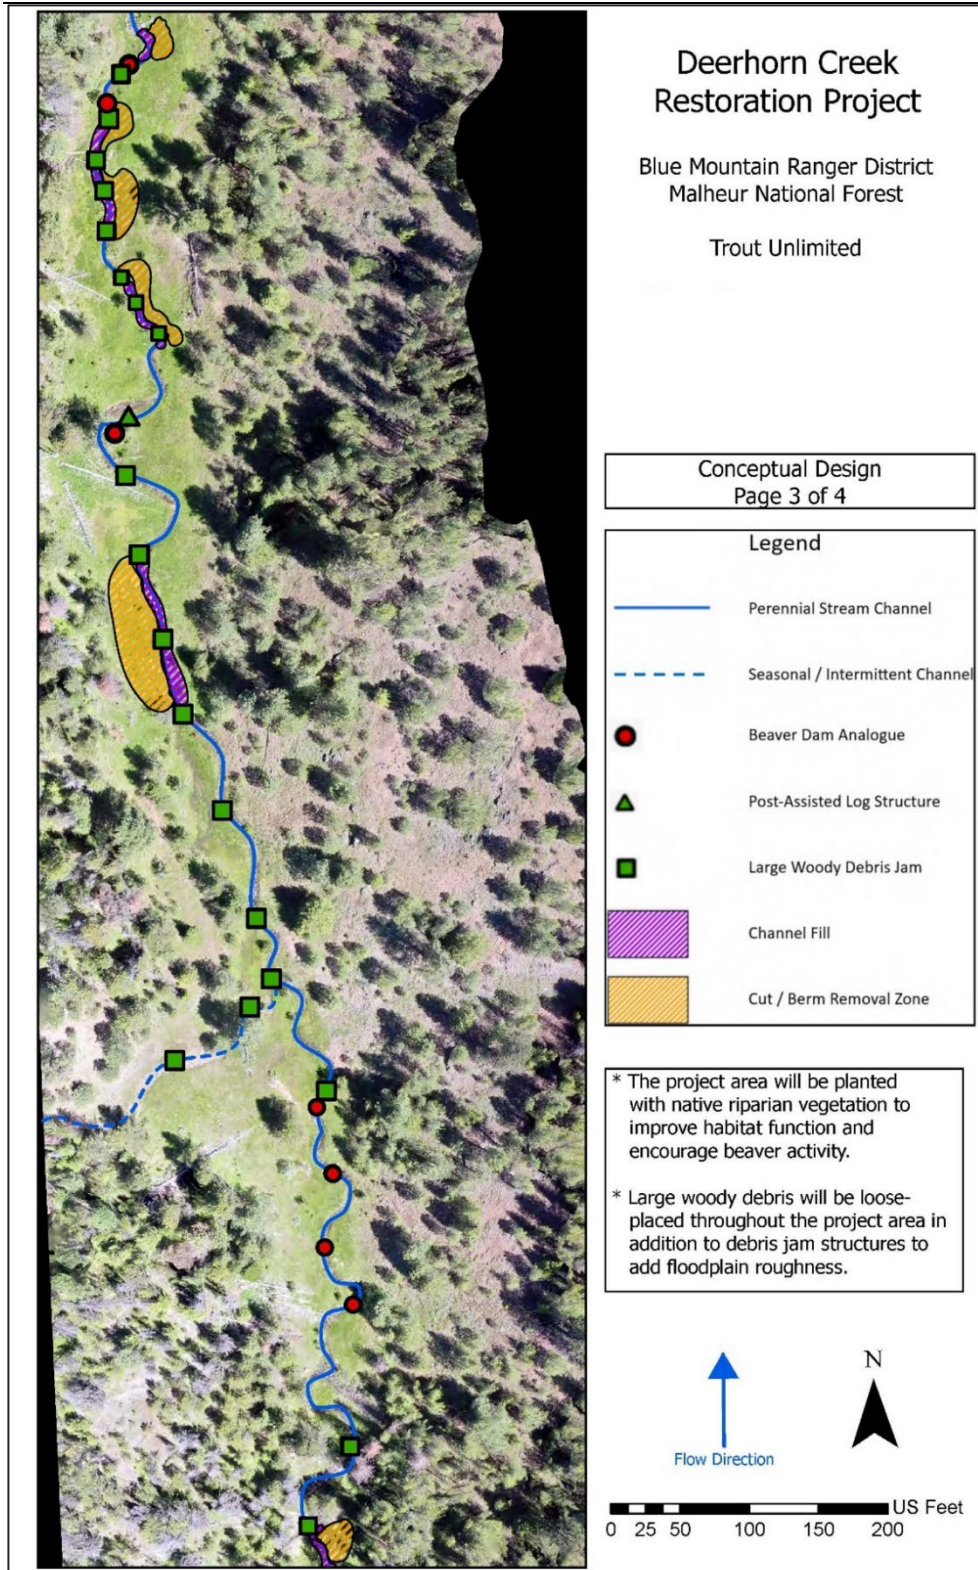 Deerhorn Creek
Restoration Project
Blue Mountain Ranger District
Malheur National Forest
Trout Unlimited
Conceptual Design
Page 3 of 4
Legend
Perennial Stream Channel
Seasonal / Intermittent Channel
Beaver Dam Analogue
Post-Assisted Log Structure
Large Woody Debris Jam
Channel Fill
Cut / Berm Removal Zone
* The project area will be planted
with native riparian vegetation to
improve habitat function and
encourage beaver activity.
* Large woody debris will be loose-
placed throughout the project area in
addition to debris jam structures to
add floodplain roughness.
N
Flow Direction
US Feet
0 25 50 100 150 200